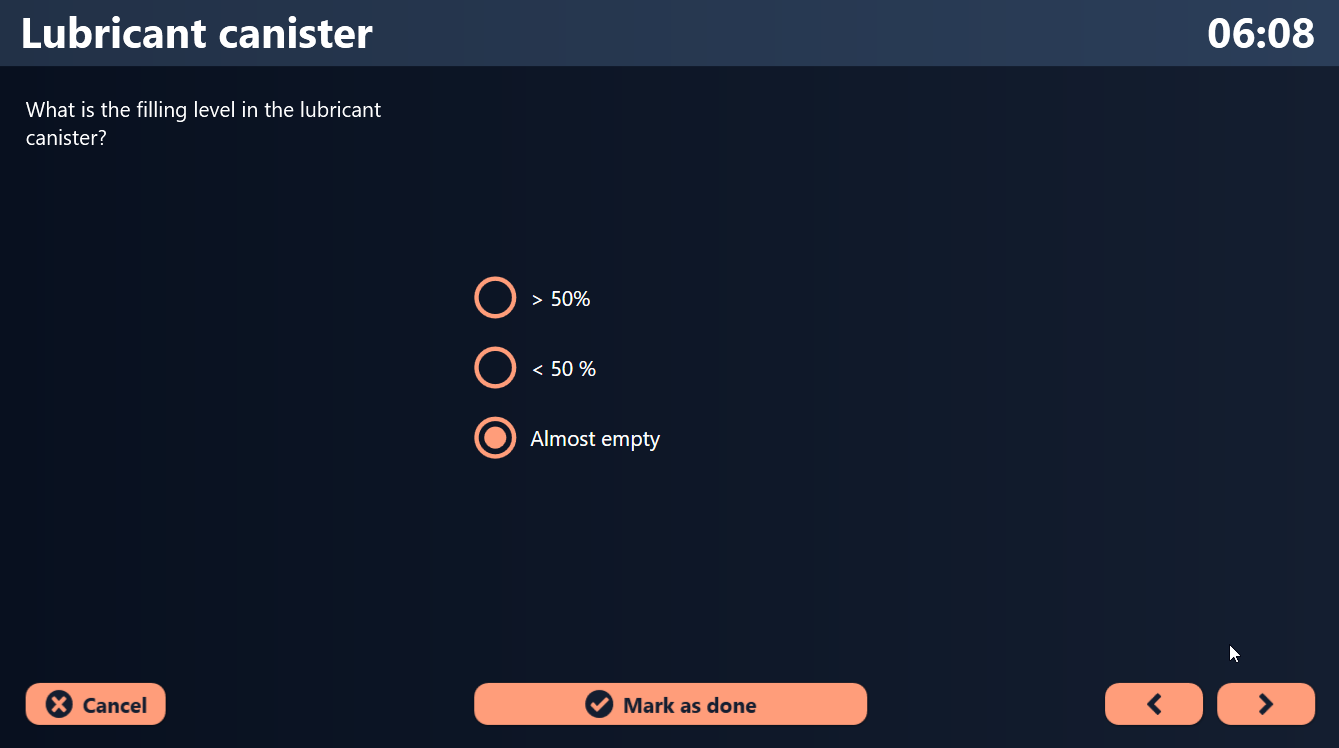 Lubricant canister
06:08
What is the filling level in the lubricant
canister?
> 50%
< 50 %
Almost empty
Cancel
Mark as done